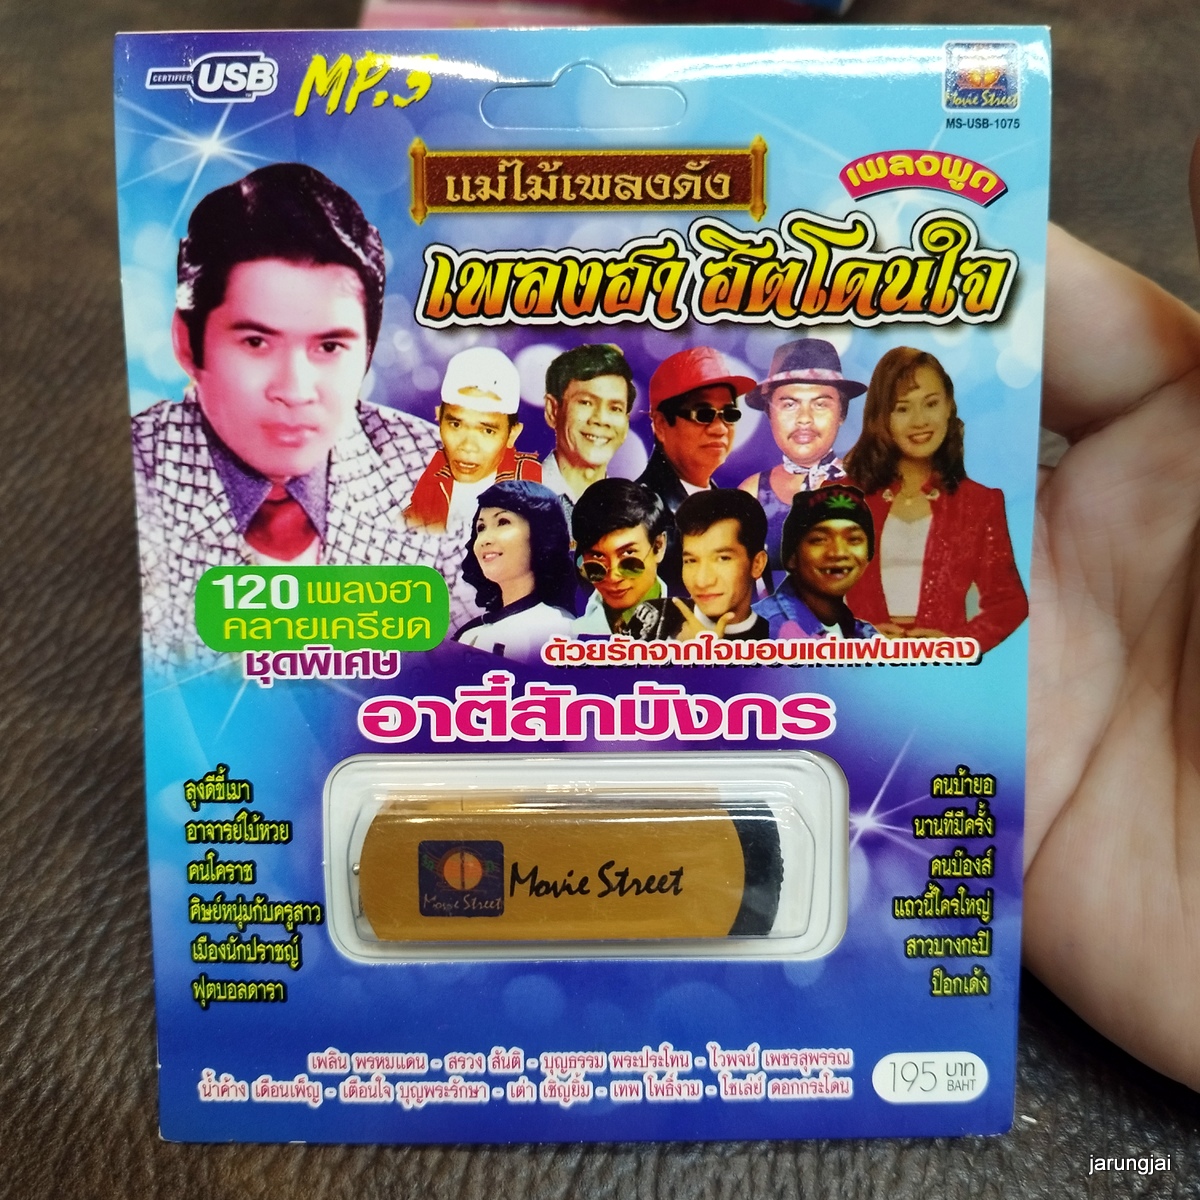 CERTIFIED USB
MP.3
Movie Street
MS-USB-1075
แม่ไม้เพลงดัง
เพลงพูด
เพลงฮา ฮิตโดนใจ
120 เพลงฮา
คลายเครียด
ชุดพิเศษ
ด้วยรักจากใจมอบแด่แฟนเพลง
อาตี๋สักมังกร
ลุงดีขี้เมา
อาจารย์ใบ้หวย
คนโคราช
ศิษย์หนุ่มกับครูสาว
เมืองนักปราชญ์
ฟุตบอลดารา
Movie Street
Movie Street
คนบ้ายอ
นานทีมีครั้ง
คนบ๊องส์
แถวนี้ใครใหญ่
สาวบางกะปิ
ป็อกเด้ง
เพลิน พรหมแดน - สรวง สันติ - บุญธรรม พระประโทน - ไวพจน์ เพชรสุพรรณ
น้ำค้าง เดือนเพ็ญ - เตือนใจ บุญพระรักษา - เต๋า เชิญยิ้ม - เทพ โพธิ์งาม - โชเล่ย์ ดอกกระโดน
195 บาท
BAHT
jarungjai